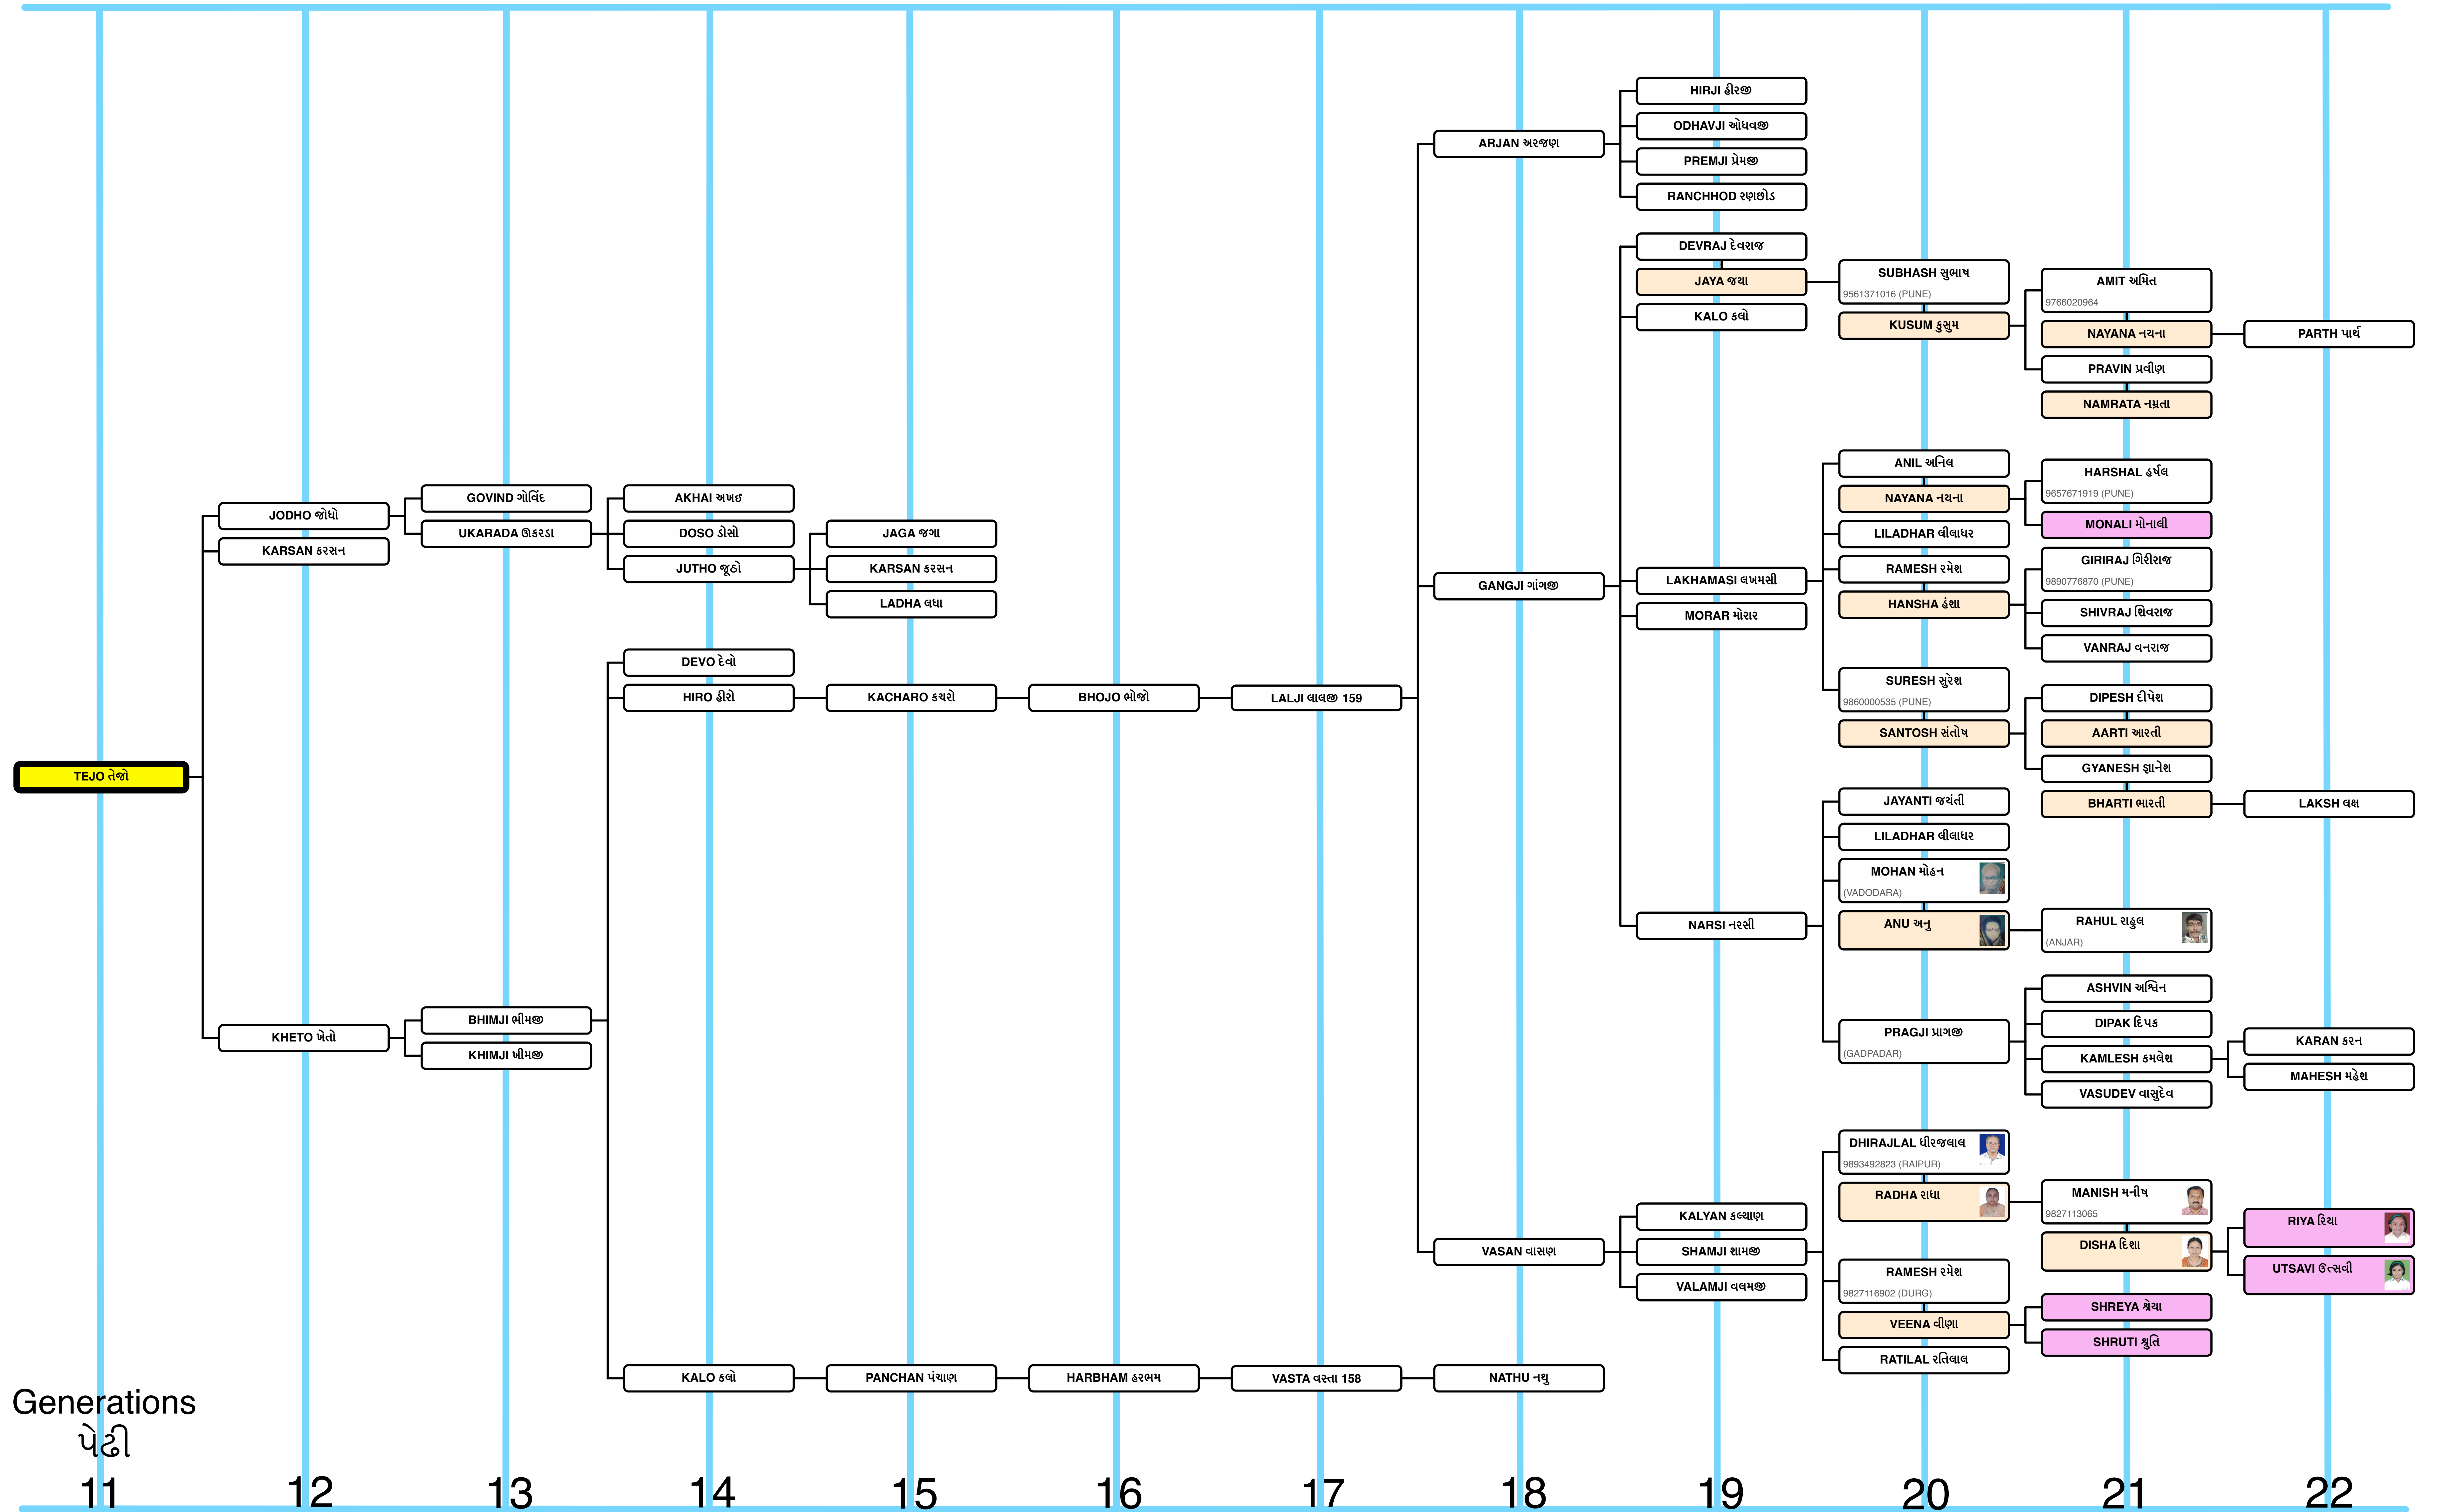 HIRJI હીરજી
ODHAVJI ઓધવજી
ARJAN અરજણ
PREMJI પ્રેમજી
RANCHHOD રણછોડ
DEVRAJ દેવરાજ
JAYA જયા
KALO કલો
SUBHASH સુભાષ
9561371016 (PUNE)
KUSUM કુસુમ
AMIT અમિત
9766020964
NAYANA નયના
PARTH પાર્થ
PRAVIN પ્રવીણ
NAMRATA નમ્રતા
ANIL અનિલ
NAYANA નયના
HARSHAL હર્ષલ
9657671919 (PUNE)
MONALI મોનાલી
JODHO જોધો
KARSAN કરસન
GOVIND ગોવિંદ
UKARADA ઊકરડા
AKHAI અખઈ
DOSO ડોસો
JUTHO જૂઠો
JAGA જગા
KARSAN કરસન
LADHA લધા
GANGJI ગાંગજી
LAKHAMASI લખમસી
MORAR મોરાર
LILADHAR લીલાધર
RAMESH રમેશ
HANSHA હંશા
GIRIRAJ ગિરીરાજ
9890776870 (PUNE)
SHIVRAJ શિવરાજ
VANRAJ વનરાજ
DEVO દેવો
HIRO હીરો
KACHARO કચરો
BHOJO ભોજો
LALJI લાલજી 159
SURESH સુરેશ
9860000535 (PUNE)
SANTOSH સંતોષ
DIPESH દીપેશ
AARTI આરતી
GYANESH જ્ઞાનેશ
BHARTI ભારતી
LAKSH લક્ષ
TEJO તેજો
JAYANTI જયંતી
LILADHAR લીલાધર
MOHAN મોહન
(VADODARA)
ANU અનુ
RAHUL રાહુલ
(ANJAR)
NARSI નરસી
ASHVIN અશ્વિન
DIPAK દિપક
PRAGJI પ્રાગજી
(GADPADAR)
KAMLESH કમલેશ
VASUDEV વાસુદેવ
KARAN કરન
MAHESH મહેશ
KHETO ખેતો
BHIMJI ભીમજી
KHIMJI ખીમજી
DHIRAJLAL ધીરજલાલ
9893492823 (RAIPUR)
RADHA રાધા
MANISH મનીષ
9827113065
DISHA દિશા
RIYA રિયા
UTSAVI ઉત્સવી
KALYAN કલ્યાણ
VASAN વાસણ
SHAMJI શામજી
VALAMJI વલમજી
RAMESH રમેશ
9827116902 (DURG)
VEENA વીણા
SHREYA શ્રેયા
SHRUTI શ્રુતિ
RATILAL રતિલાલ
KALO કલો
PANCHAN પંચાણ
HARBHAM હરભમ
VASTA વસ્તા 158
NATHU નથુ
Generations
પેઢી
11 12 13 14 15 16 17 18 19 20 21 22